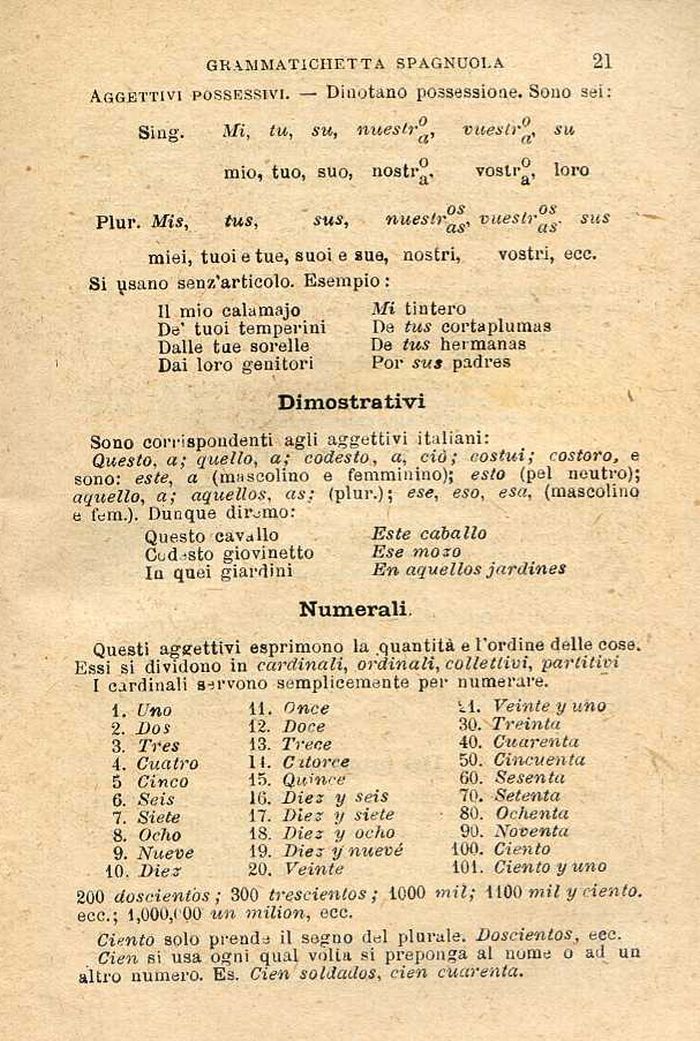 GRAMMATICHETTA SPAGNUOLA 21
AGGETTIVI POSSESSIVI. — Dinotano possessione. Sono sei:
Sing. Mi, tu, su, nuestro/a, vuestro/a, su
mio, tuo, suo, nostro/a, vostro/a, loro
Plur. Mis, tus, sus, nuestros/as, vuestros/as. sus
miei, tuoi e tue, suoi e sue, nostri, vostri, ecc.
Si usano senz'articolo. Esempio:
Il mio calamajo Mi tintero
De' tuoi temperini De tus cortaplumas
Dalle tue sorelle De tus hermanas
Dai loro genitori Por sus padres
Dimostrativi
Sono corrispondenti agli aggettivi italiani:
Questo, a; quello, a; codesto, a, ciò; costui; costoro, e
sono: este, a (mascolino e femminino); esto (pel neutro);
aquello, a; aquellos, as; (plur.); ese, eso, esa, (mascolino
e fem.). Dunque diremo:
Questo cavallo Este caballo
Codesto giovinetto Ese mozo
In quei giardini En aquellos jardines
Numerali.
Questi aggettivi esprimono la quantità e l'ordine delle cose.
Essi si dividono in cardinali, ordinali, collettivi, partitivi
I cardinali servono semplicemente per numerare.
1. Uno 11. Once 21. Veinte y uno
2. Dos 12. Doce 30. Treinta
3. Tres 13. Trece 40. Cuarenta
4. Cuatro 14. Catorce 50. Cincuenta
5 Cinco 15. Quince 60. Sesenta
6. Seis 16. Diez y seis 70. Setenta
7. Siete 17. Diez y siete 80. Ochenta
8. Ocho 18. Diez y ocho 90. Noventa
9. Nueve 19. Diez y nuevé 100. Ciento
10. Diez 20. Veinte 101. Ciento y uno
200 doscientos; 300 trescientos; 1000 mil; 1100 mil y ciento.
ecc.; 1,000,000 un milion, ecc.
Ciento solo prende il segno del plurale. Doscientos, ecc.
Cien si usa ogni qual volta si preponga al nome o ad un
altro numero. Es. Cien soldados, cien cuarenta.